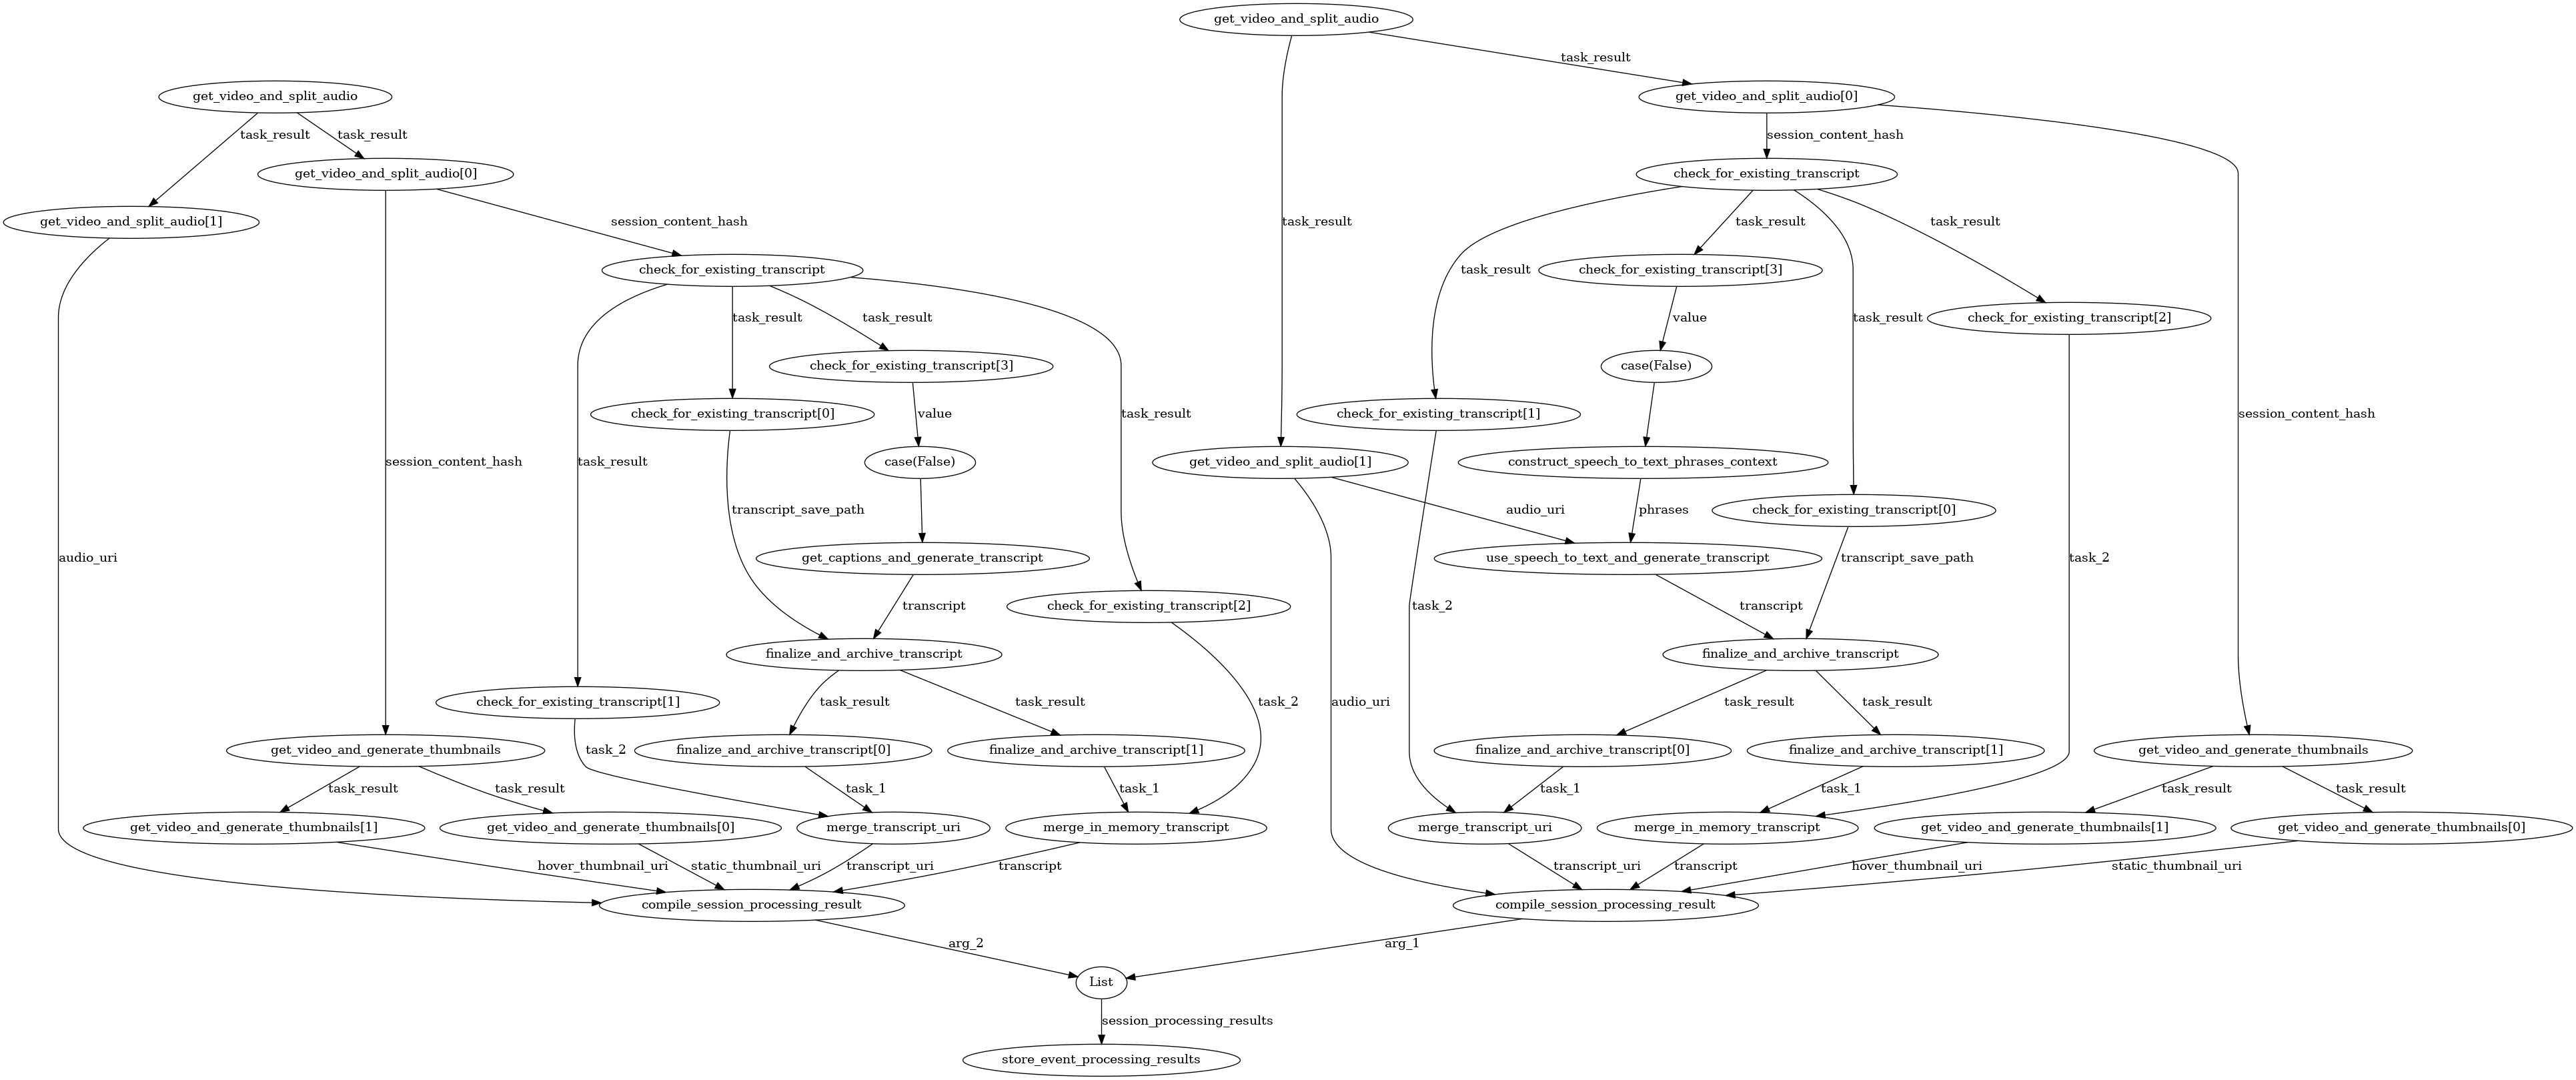 get_video_and_split_audio
task_result
get_video_and_split_audio
get_video_and_split_audio[0]
task_result
task_result
session_content_hash
get_video_and_split_audio[0]
check_for_existing_transcript
get_video_and_split_audio[1]
session_content_hash
task_result
task_result
task_result
check_for_existing_transcript
task_result
check_for_existing_transcript[3]
task_result
task_result
value
task_result
check_for_existing_transcript[2]
check_for_existing_transcript[3]
case(False)
check_for_existing_transcript[0]
value
task_result
check_for_existing_transcript[1]
session_content_hash
session_content_hash
task_result
case(False)
get_video_and_split_audio[1]
construct_speech_to_text_phrases_context
transcript_save_path
audio_uri
phrases
check_for_existing_transcript[0]
audio_uri
get_captions_and_generate_transcript
use_speech_to_text_and_generate_transcript
transcript_save_path
task_2
transcript
check_for_existing_transcript[2]
task_2
transcript
finalize_and_archive_transcript
finalize_and_archive_transcript
check_for_existing_transcript[1]
task_result
task_result
task_2
audio_uri
task_result
task_result
get_video_and_generate_thumbnails
task_2
finalize_and_archive_transcript[0]
finalize_and_archive_transcript[1]
finalize_and_archive_transcript[0]
finalize_and_archive_transcript[1]
get_video_and_generate_thumbnails
task_result
task_result
task_1
task_1
task_1
task_1
task_result
task_result
get_video_and_generate_thumbnails[1]
get_video_and_generate_thumbnails[0]
merge_transcript_uri
merge_in_memory_transcript
merge_transcript_uri
merge_in_memory_transcript
get_video_and_generate_thumbnails[1]
get_video_and_generate_thumbnails[0]
hover_thumbnail_uri
static_thumbnail_uri
transcript_uri
transcript
transcript_uri
transcript
hover_thumbnail_uri
static_thumbnail_uri
compile_session_processing_result
compile_session_processing_result
arg_2
arg_1
List
session_processing_results
store_event_processing_results